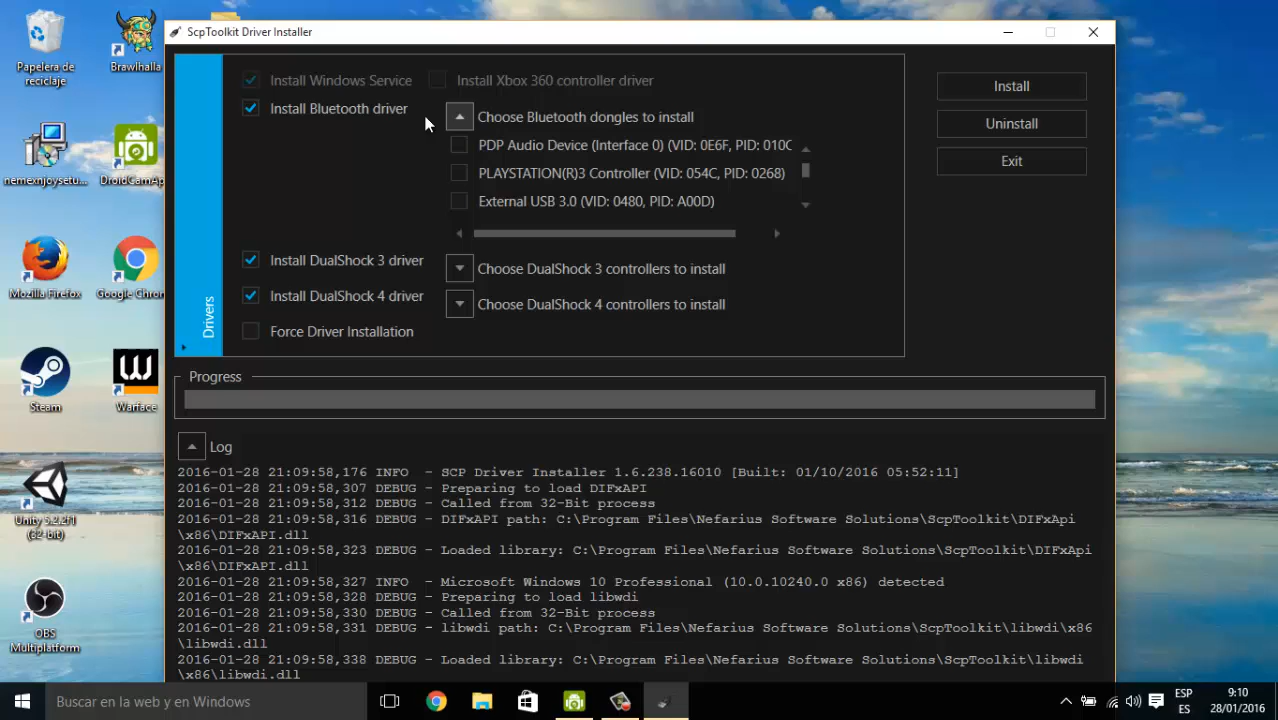 Papelera de
reciclaje
Brawlhalla
nemexnjoysetu...
DroidCamAp
Mozilla Firefox
Google Chron
Steam
Warface
Unity 5.2.2f1
(32-bit)
OBS
Multiplatform
ScpToolkit Driver Installer
Drivers
Install Windows Service
Install Xbox 360 controller driver
Install Bluetooth driver
Choose Bluetooth dongles to install
PDP Audio Device (Interface 0) (VID: 0E6F, PID: 010C
PLAYSTATION(R)3 Controller (VID: 054C, PID: 0268)
External USB 3.0 (VID: 0480, PID: A00D)
Install DualShock 3 driver
Choose DualShock 3 controllers to install
Install DualShock 4 driver
Choose DualShock 4 controllers to install
Force Driver Installation
Install
Uninstall
Exit
Progress
Log
2016-01-28 21:09:58,176 INFO  - SCP Driver Installer 1.6.238.16010 [Built: 01/10/2016 05:52:11]
2016-01-28 21:09:58,307 DEBUG - Preparing to load DIFxAPI
2016-01-28 21:09:58,312 DEBUG - Called from 32-Bit process
2016-01-28 21:09:58,316 DEBUG - DIFxAPI path: C:\Program Files\Nefarius Software Solutions\ScpToolkit\DIFxApi
\x86\DIFxAPI.dll
2016-01-28 21:09:58,323 DEBUG - Loaded library: C:\Program Files\Nefarius Software Solutions\ScpToolkit\DIFxApi
\x86\DIFxAPI.dll
2016-01-28 21:09:58,327 INFO  - Microsoft Windows 10 Professional (10.0.10240.0 x86) detected
2016-01-28 21:09:58,328 DEBUG - Preparing to load libwdi
2016-01-28 21:09:58,330 DEBUG - Called from 32-Bit process
2016-01-28 21:09:58,331 DEBUG - libwdi path: C:\Program Files\Nefarius Software Solutions\ScpToolkit\libwdi\x86
\libwdi.dll
2016-01-28 21:09:58,338 DEBUG - Loaded library: C:\Program Files\Nefarius Software Solutions\ScpToolkit\libwdi
\x86\libwdi.dll
Buscar en la web y en Windows
ESP
ES
9:10
28/01/2016